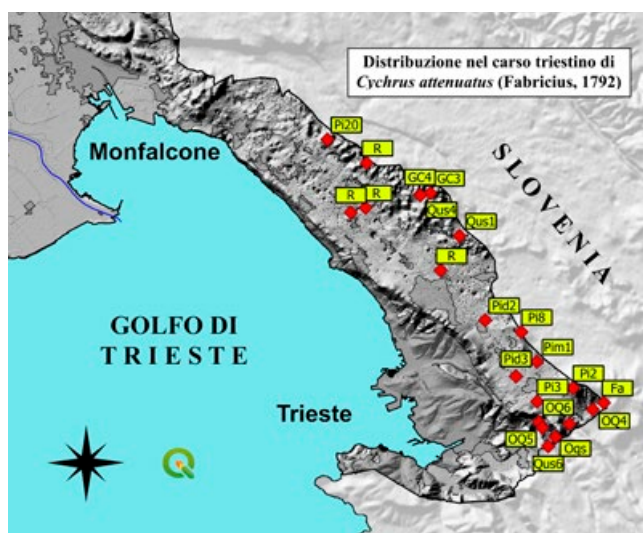 Distribuzione nel carso triestino di
Cychrus attenuatus (Fabricius, 1792)
Pi20
Monfalcone
R
SLOVENIA
GC4
GC3
R
R
Qus4
Qus1
R
GOLFO DI
TRIESTE
Pid2
Pi8
Pim1
Pid3
Pi2
Pi3
Fa
Trieste
OQ6
OQ4
OQ5
Ogs
Qus6